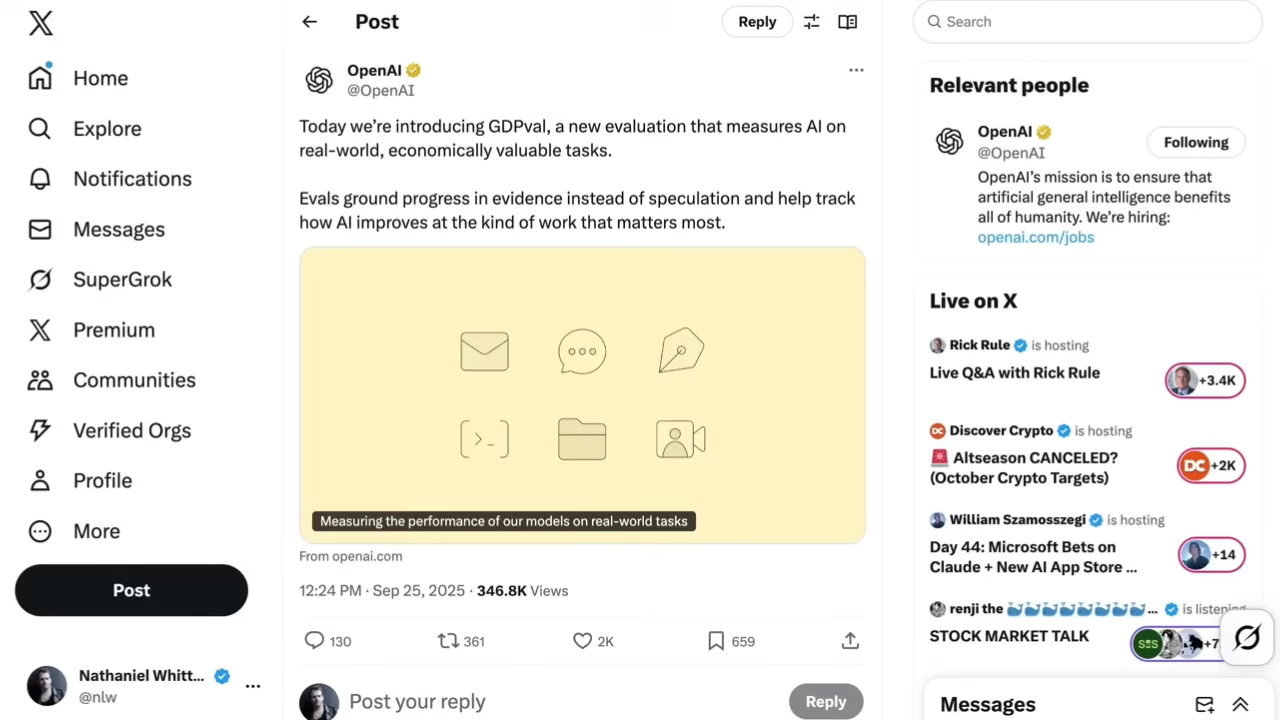 Home
Explore
Notifications
Messages
SuperGrok
Premium
Communities
Verified Orgs
Profile
More
Post
Nathaniel Whitt...
@nlw
Post
Reply
OpenAI
@OpenAI
Today we’re introducing GDPval, a new evaluation that measures AI on
real-world, economically valuable tasks.
Evals ground progress in evidence instead of speculation and help track
how AI improves at the kind of work that matters most.
Measuring the performance of our models on real-world tasks
From openai.com
12:24 PM · Sep 25, 2025 · 346.8K Views
130
361
2K
659
Post your reply
Reply
Search
Relevant people
OpenAI
@OpenAI
Following
OpenAI’s mission is to ensure that
artificial general intelligence benefits
all of humanity. We’re hiring:
openai.com/jobs
Live on X
Rick Rule is hosting
Live Q&A with Rick Rule
+3.4K
DC Discover Crypto is hosting
🚨 Altseason CANCELED?
(October Crypto Targets)
DC +2K
William Szamosszegi is hosting
Day 44: Microsoft Bets on
Claude + New AI App Store ...
+14
renji the 🐳🐳🐳🐳🐳🐳🐳🐳... is listening
STOCK MARKET TALK
+7
Messages